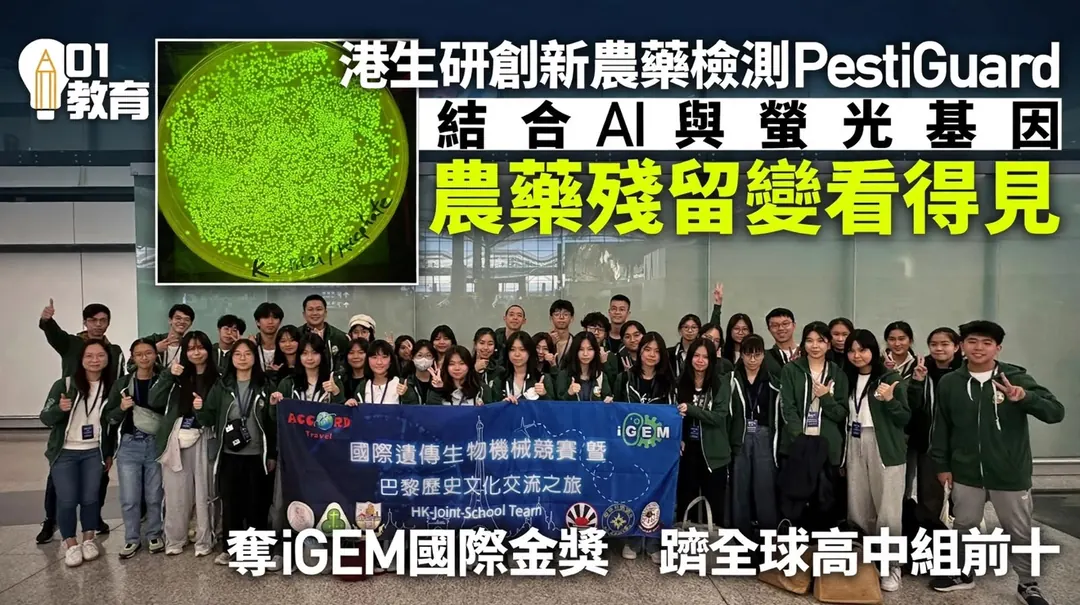 01
教育
港生研創新農藥檢測PestiGuard
結合AI與螢光基因
農藥殘留變看得見
ACCORD
Travel
iGEM
國際遺傳生物機械競賽 暨
巴黎歷史文化交流之旅
HK-Joint-School Team
奪iGEM國際金獎 躋全球高中組前十